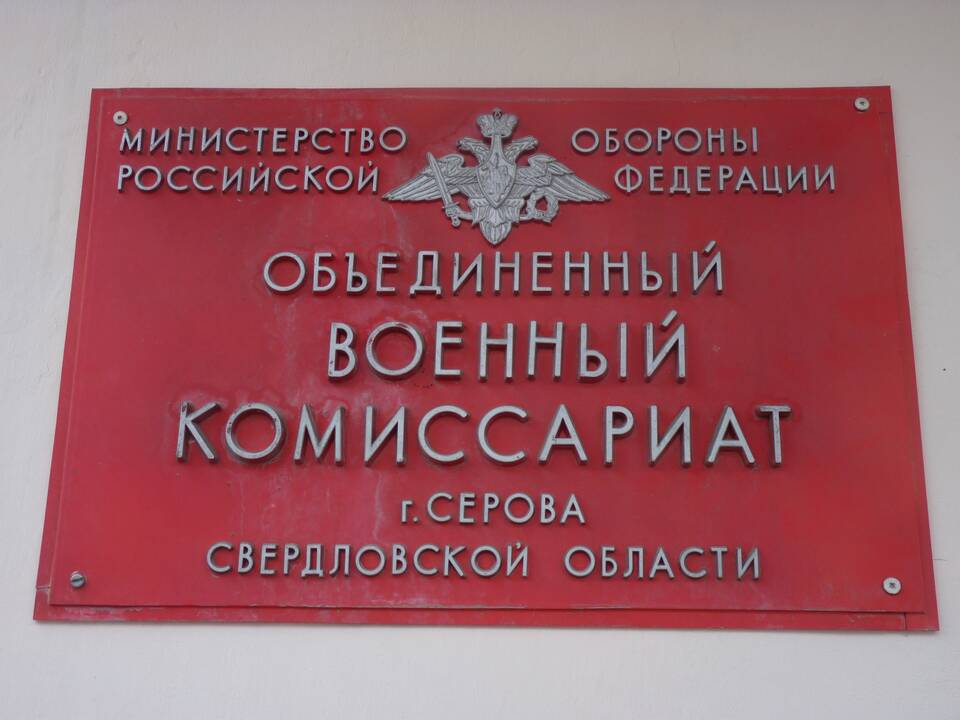 МИНИСТЕРСТВО ОБОРОНЫ
РОССИЙСКОЙ ФЕДЕРАЦИИ
ОБЪЕДИНЕННЫЙ
ВОЕННЫЙ
КОМИССАРИАТ
г. СЕРОВА
СВЕРДЛОВСКОЙ ОБЛАСТИ